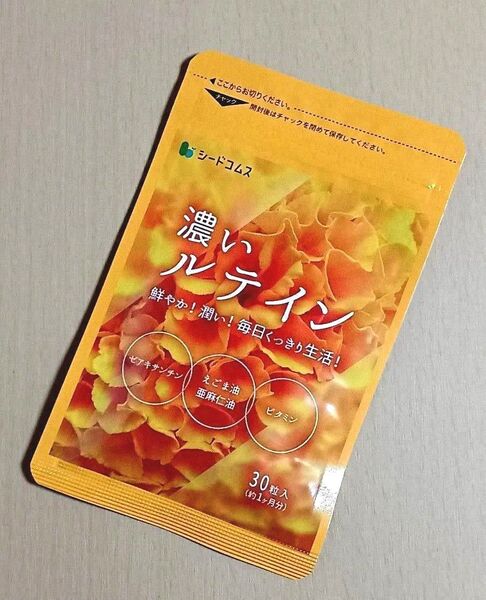 ◀ここからお切りください。
チャック
開封後はチャックを閉めて保存してください。
シードコムス
濃い
ルテイン
鮮やか!潤い!毎日くっきり生活!
ゼアキサンチン
えごま油
亜麻仁油
ビタミン
30粒入
(約1ヶ月分)